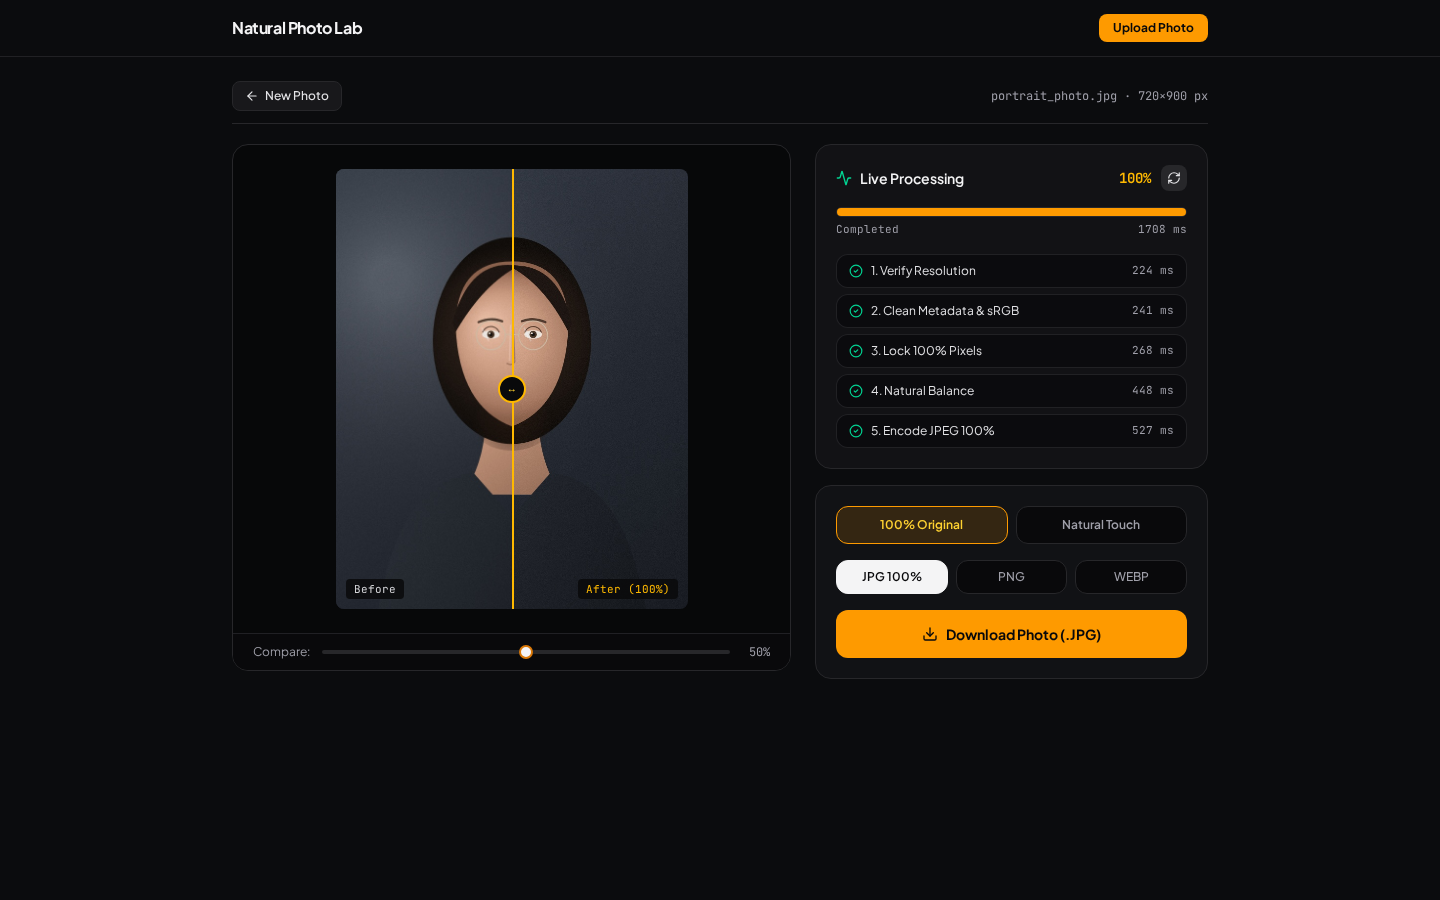 Natural Photo Lab
Upload Photo
New Photo
portrait_photo.jpg · 720×900 px
Before
After (100%)
Compare:
50%
Live Processing
100%
Completed
1708 ms
1. Verify Resolution
224 ms
2. Clean Metadata & sRGB
241 ms
3. Lock 100% Pixels
268 ms
4. Natural Balance
448 ms
5. Encode JPEG 100%
527 ms
100% Original
Natural Touch
JPG 100%
PNG
WEBP
Download Photo (.JPG)